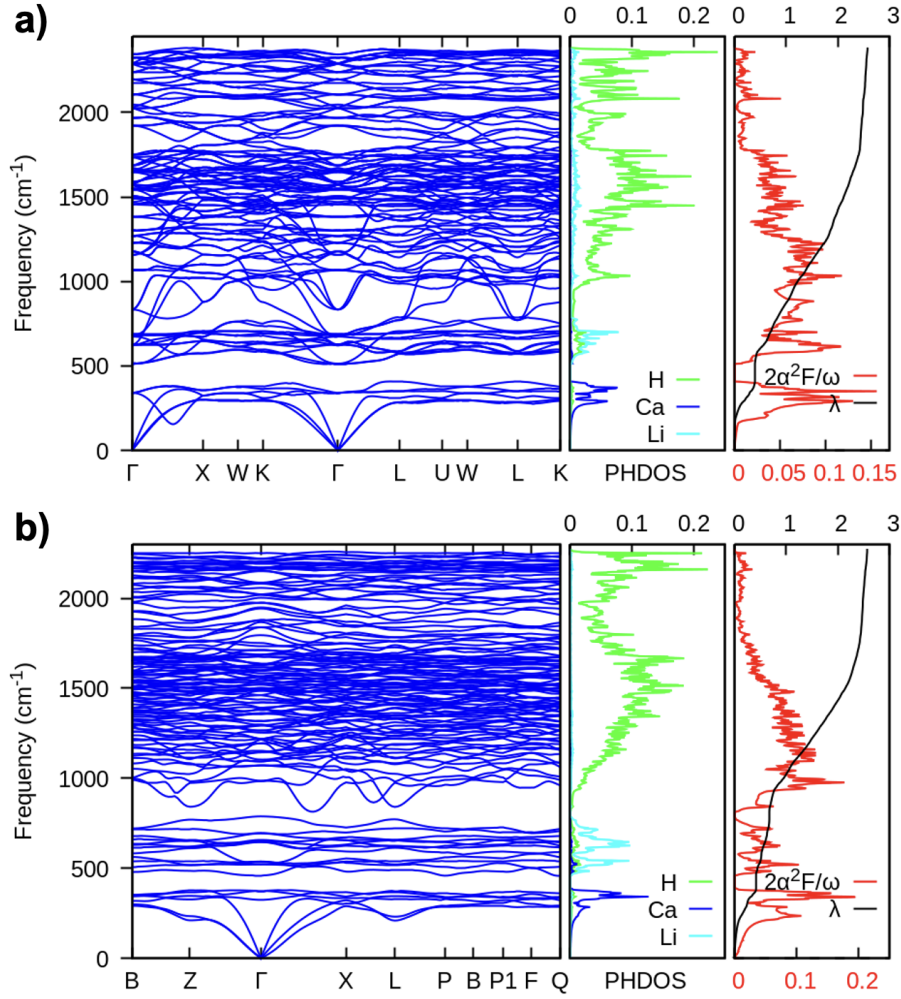 a)
0 0.1 0.2
0 1 2 3
Frequency (cm-1)
2000
1500
1000
500
0
H
Ca
Li
2α2F/ω
λ
Γ X W K Γ L U W L K
PHDOS
0 0.05 0.1 0.15
b)
0 0.1 0.2
0 1 2 3
Frequency (cm-1)
2000
1500
1000
500
0
H
Ca
Li
2α2F/ω
λ
B Z Γ X L P B P1 F Q
PHDOS
0 0.1 0.2